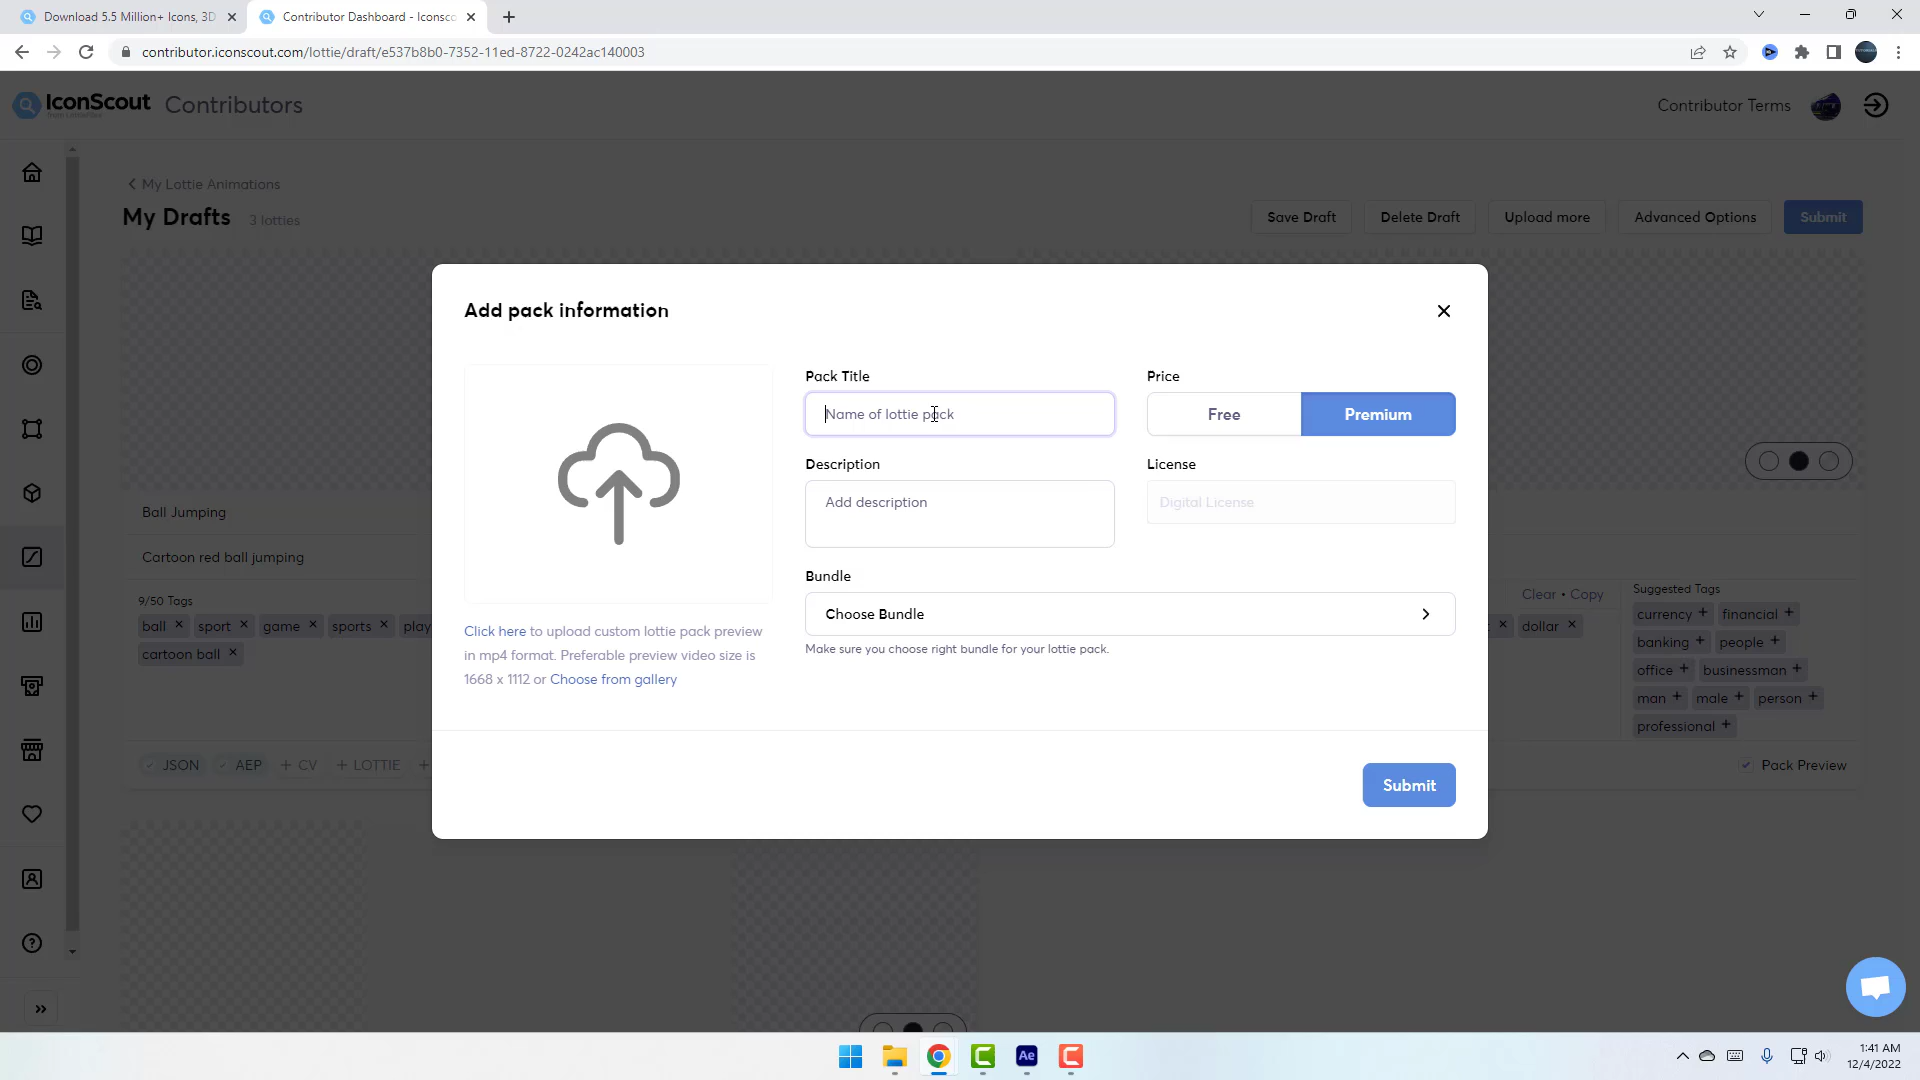 Download 5.5 Million+ Icons, 3D
Contributor Dashboard - Iconsco
contributor.iconscout.com/lottie/draft/e537b8b0-7352-11ed-8722-0242ac140003
IconScout
Contributors
Contributor Terms
My Lottie Animations
My Drafts
3 lotties
Save Draft
Delete Draft
Upload more
Advanced Options
Submit
Add pack information
Pack Title
Name of lottie pack
Price
Free
Premium
Description
Add description
License
Digital License
Bundle
Choose Bundle
Make sure you choose right bundle for your lottie pack.
Click here to upload custom lottie pack preview
in mp4 format. Preferable preview video size is
1668 x 1112 or Choose from gallery
Submit
Ball Jumping
Cartoon red ball jumping
9/50 Tags
ball
sport
game
sports
play
cartoon ball
JSON
AEP
+ CV
+ LOTTIE
+
Clear • Copy
dollar
Suggested Tags
currency +
financial +
banking +
people +
office +
businessman +
man +
male +
person +
professional +
Pack Preview
Ae
1:41 AM
12/4/2022